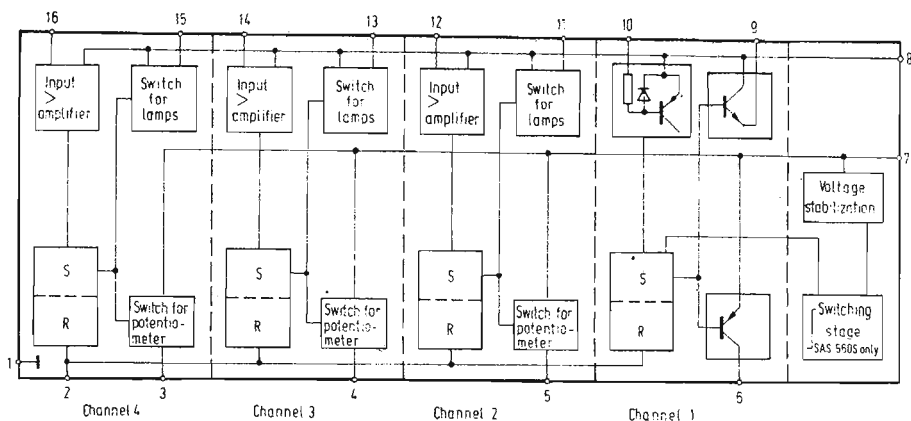 16
15
14
13
12
11
10
9
8
Input
>
amplifier
Switch
for
lamps
Input
>
amplifier
Switch
for
lamps
Input
>
amplifier
Switch
for
lamps
7
Voltage
stabilization
S
R
Switch for
potentio-
meter
S
R
Switch for
potentio-
meter
S
R
Switch for
potentio-
meter
S
R
Switching
stage
SAS 560S only
1
2
3
4
5
6
Channel 4
Channel 3
Channel 2
Channel 1